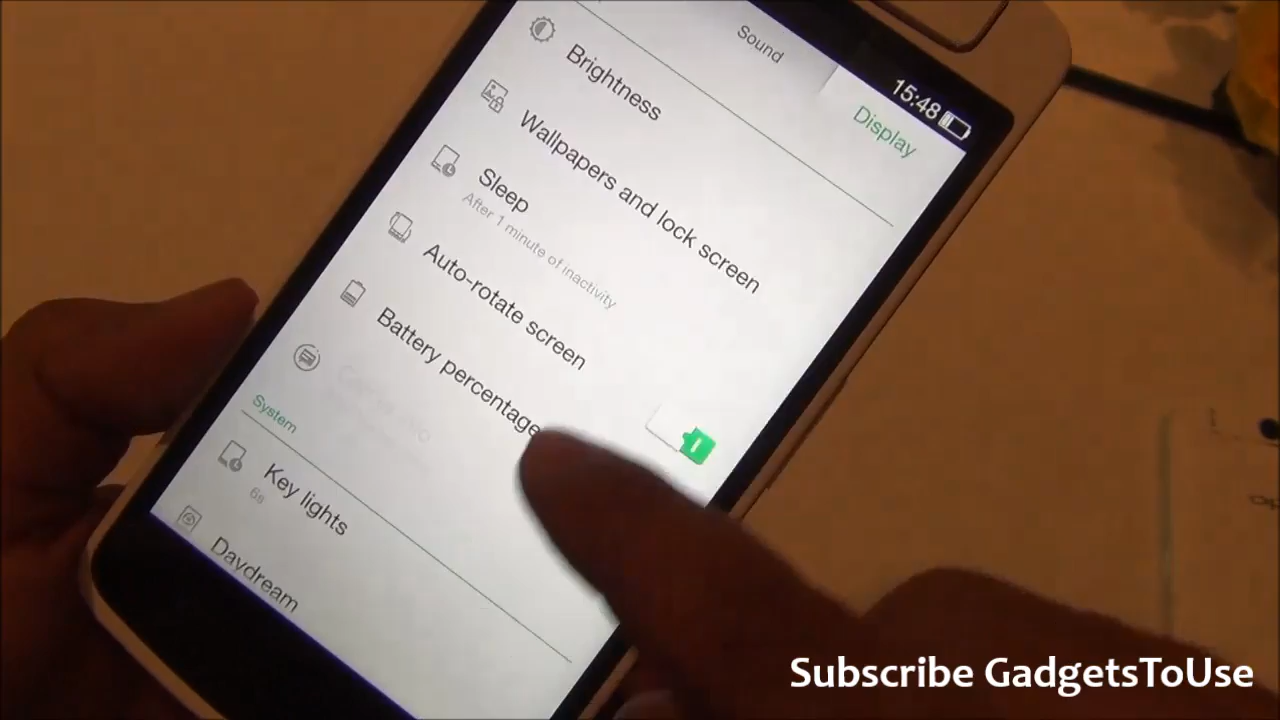 15:48
Sound
Display
Brightness
Wallpapers and lock screen
Sleep
After 1 minute of inactivity
Auto-rotate screen
Battery percentage
System
Key lights
6s
Daydream
Subscribe GadgetsToUse